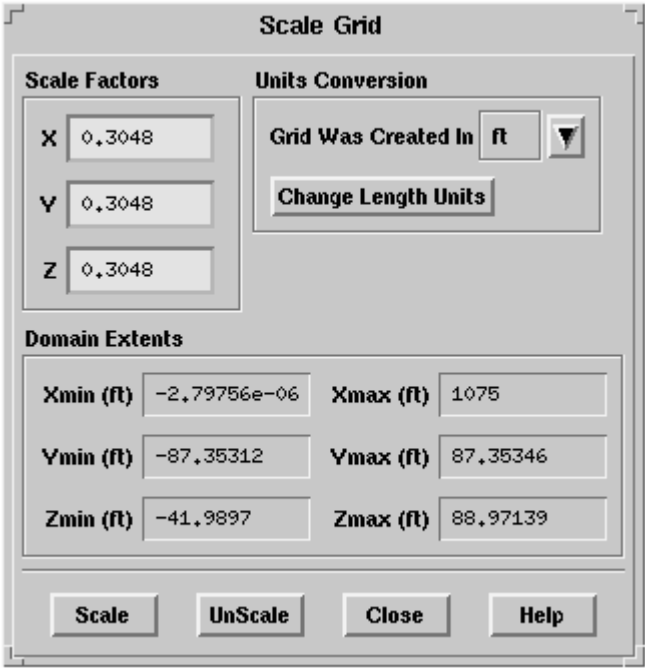 Scale Grid
Scale Factors
X 0.3048
Y 0.3048
Z 0.3048
Units Conversion
Grid Was Created In ft
Change Length Units
Domain Extents
Xmin (ft) -2.79756e-06 Xmax (ft) 1075
Ymin (ft) -87.35312 Ymax (ft) 87.35346
Zmin (ft) -41.9897 Zmax (ft) 88.97139
Scale UnScale Close Help